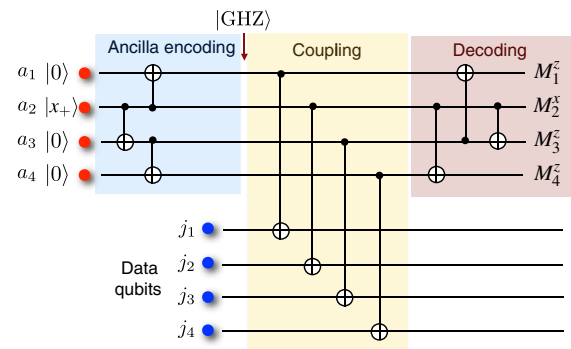 |GHZ⟩
Ancilla encoding Coupling Decoding
a₁ |0⟩ M₁ᶻ
a₂ |x₊⟩ M₂ˣ
a₃ |0⟩ M₃ᶻ
a₄ |0⟩ M₄ᶻ
j₁
j₂
Data
qubits
j₃
j₄